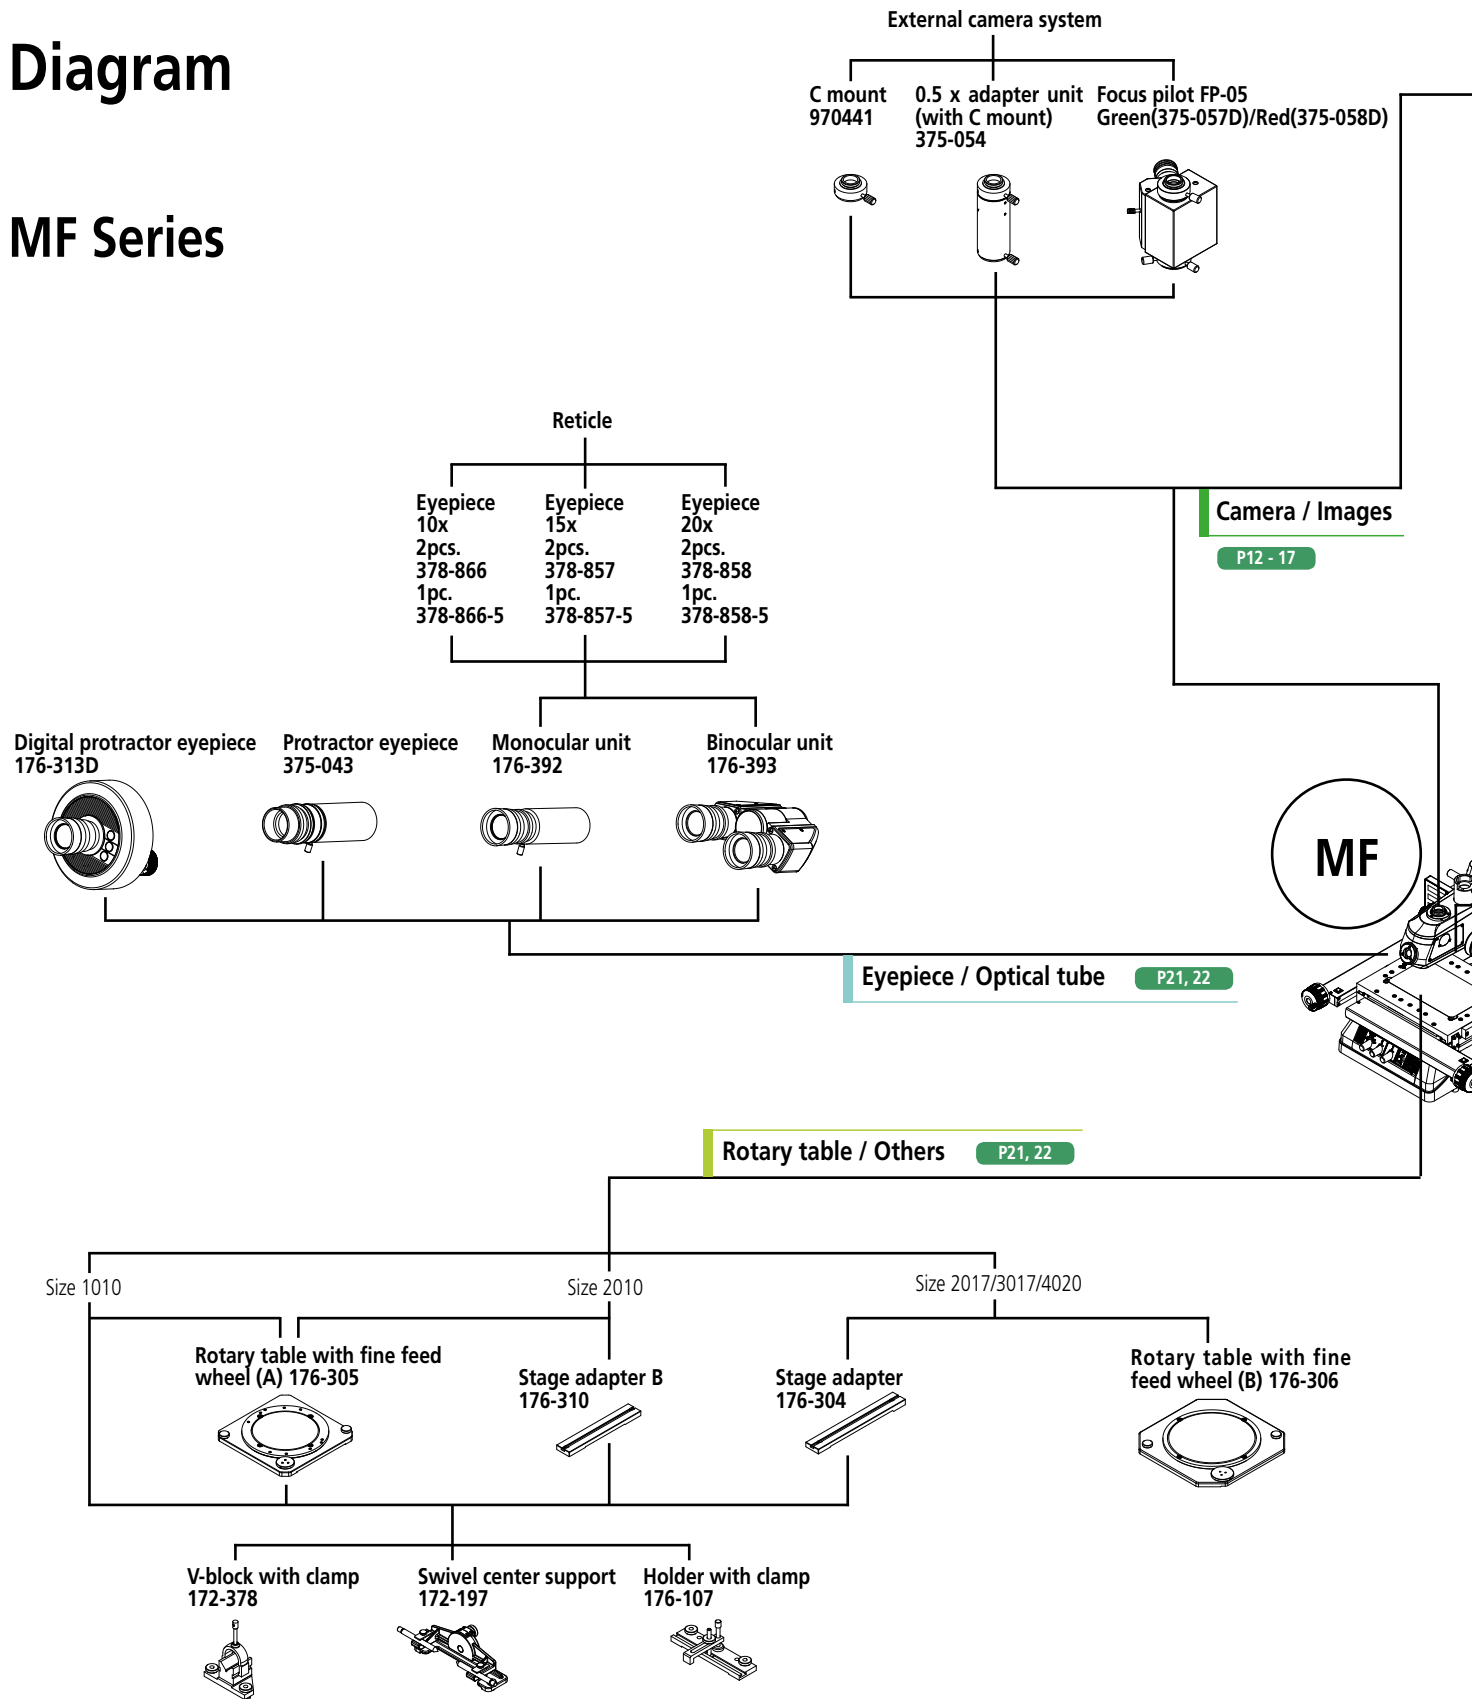 Diagram
MF Series
External camera system
C mount
970441
0.5 x adapter unit
(with C mount)
375-054
Focus pilot FP-05
Green(375-057D)/Red(375-058D)
Reticle
Eyepiece
10x
2pcs.
378-866
1pc.
378-866-5
Eyepiece
15x
2pcs.
378-857
1pc.
378-857-5
Eyepiece
20x
2pcs.
378-858
1pc.
378-858-5
Camera / Images
P12 - 17
Digital protractor eyepiece
176-313D
Protractor eyepiece
375-043
Monocular unit
176-392
Binocular unit
176-393
MF
Eyepiece / Optical tube
P21, 22
Rotary table / Others
P21, 22
Size 1010
Size 2010
Size 2017/3017/4020
Rotary table with fine feed
wheel (A) 176-305
Stage adapter B
176-310
Stage adapter
176-304
Rotary table with fine
feed wheel (B) 176-306
V-block with clamp
172-378
Swivel center support
172-197
Holder with clamp
176-107